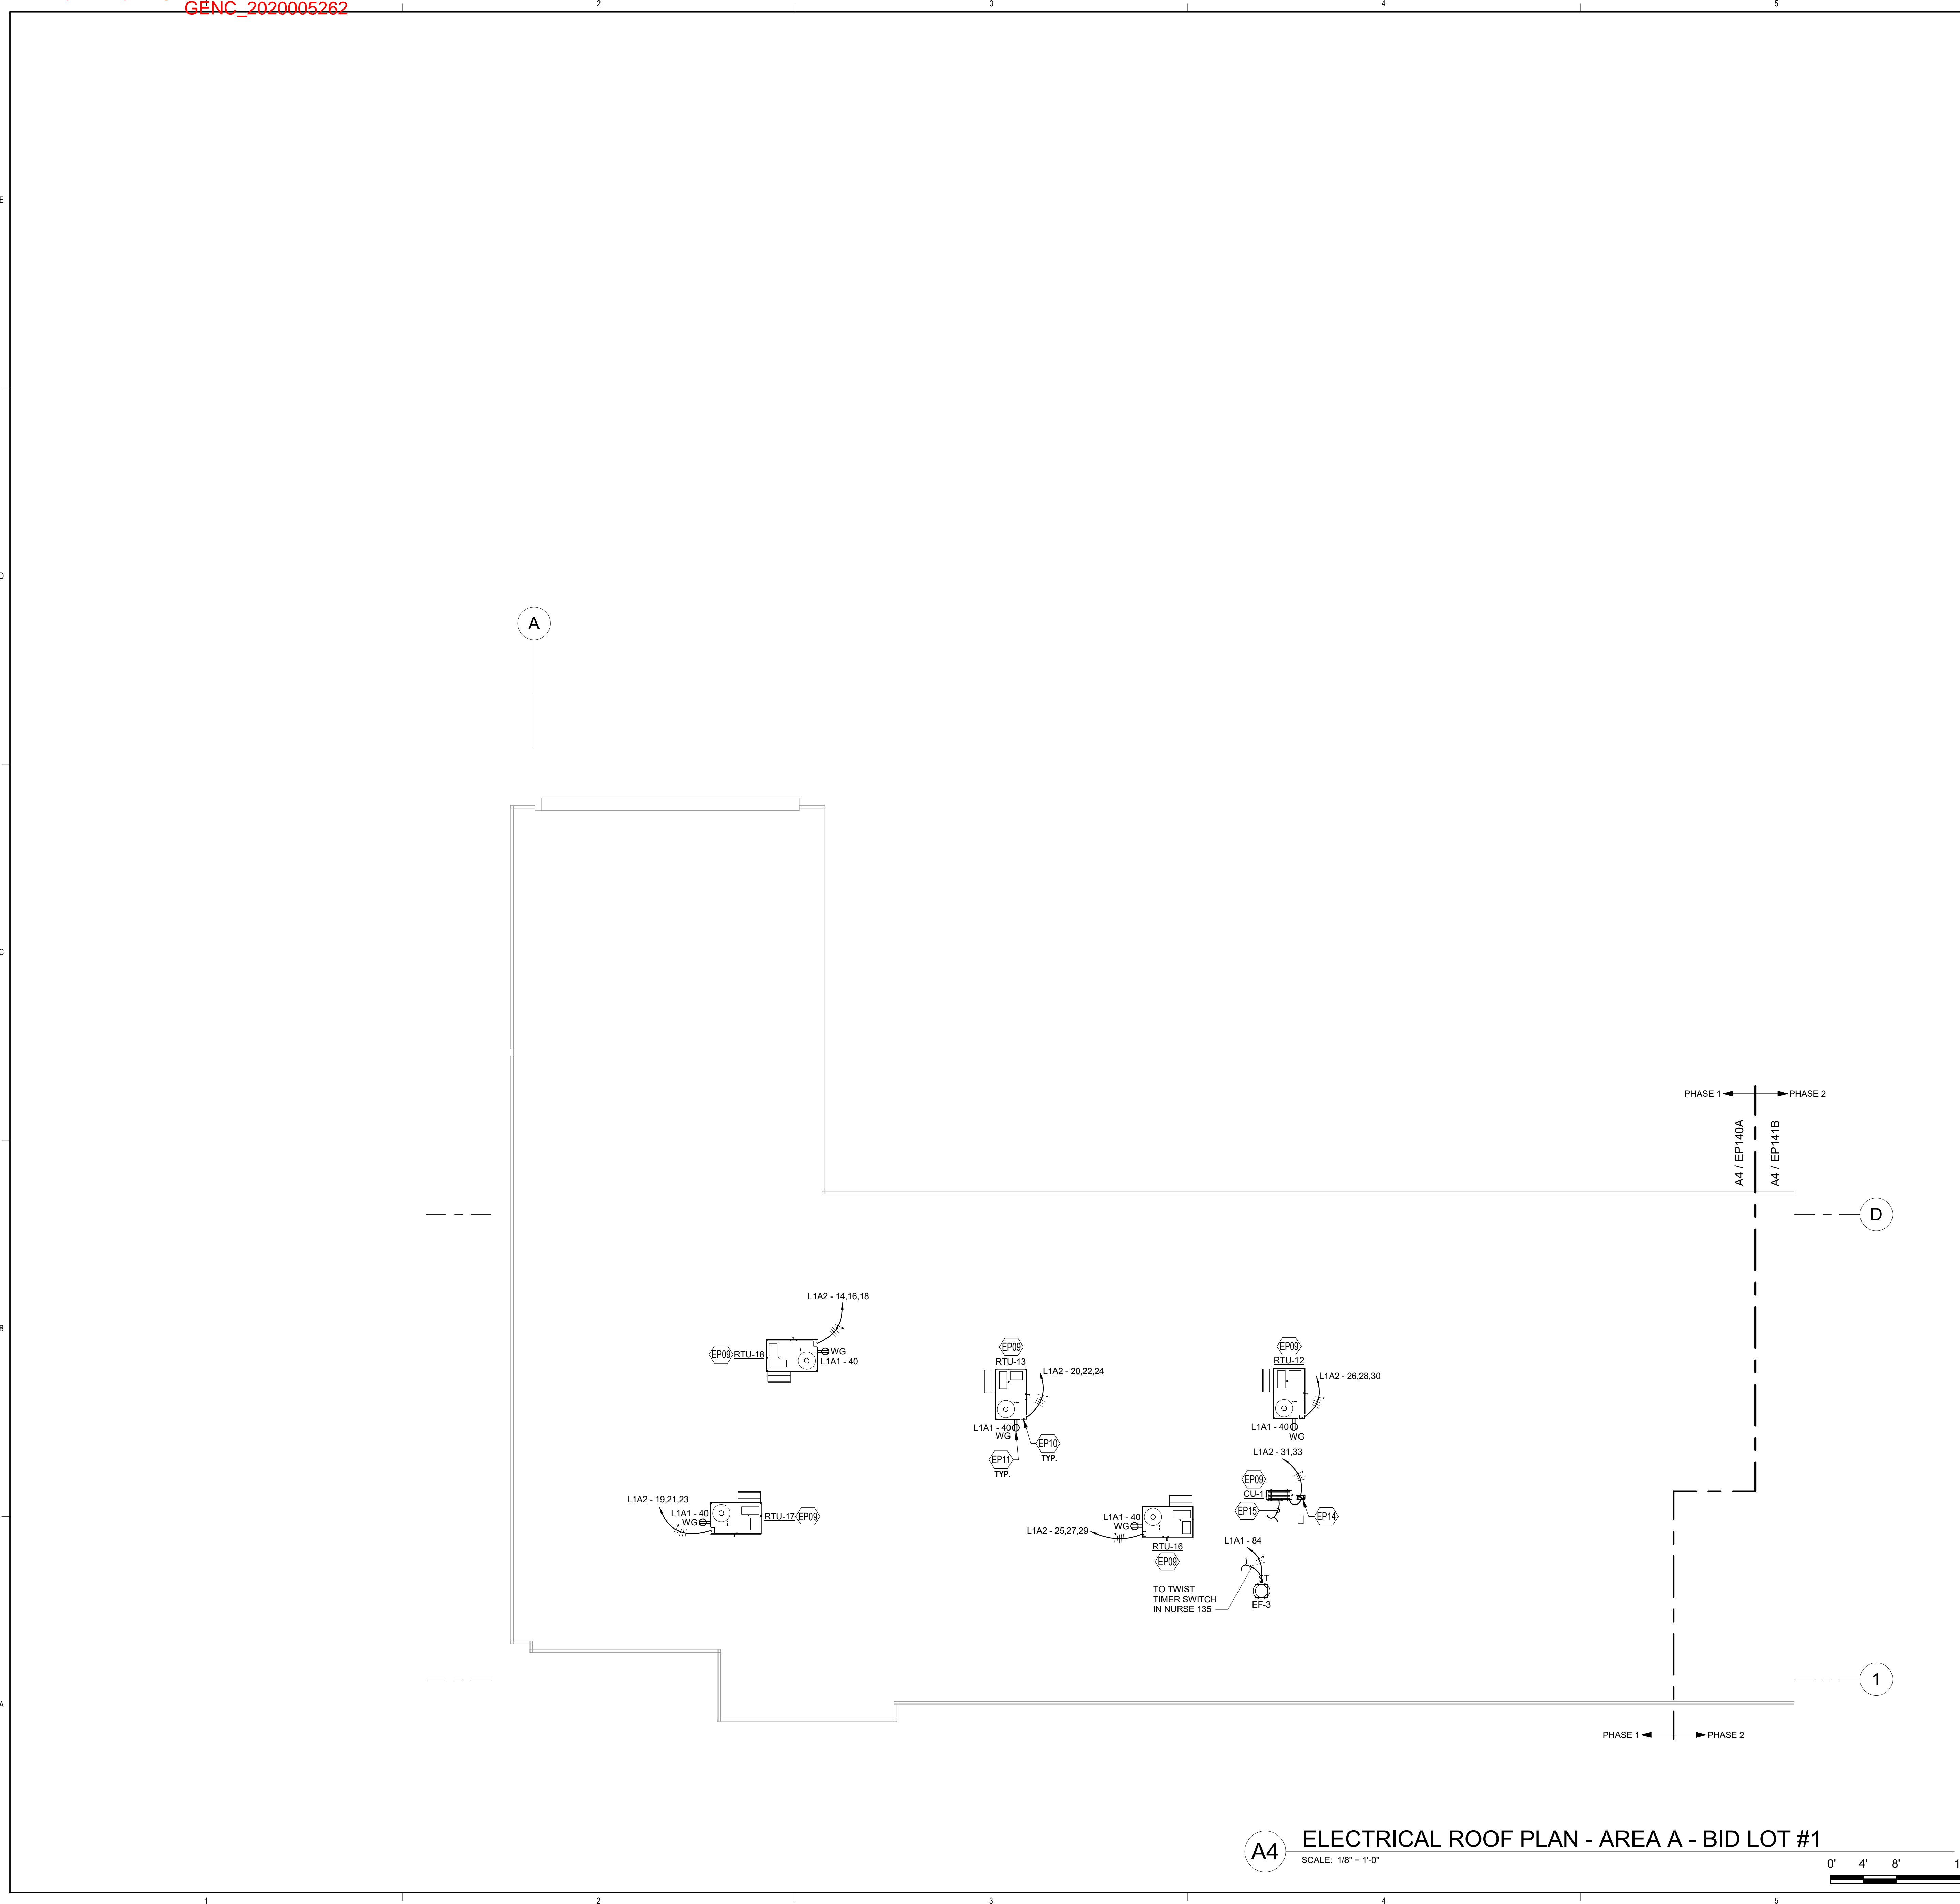 GENC_2020005262
2
3
4
5
E
D
C
B
A
A
PHASE 1
PHASE 2
A4 / EP140A
A4 / EP141B
D
L1A2 - 14,16,18
EP09
RTU-18
WG
L1A1 - 40
EP09
RTU-13
L1A2 - 20,22,24
L1A1 - 40
WG
EP10
TYP.
EP11
TYP.
EP09
RTU-12
L1A2 - 26,28,30
L1A1 - 40
WG
L1A2 - 31,33
EP09
CU-1
EP15
EP14
L1A2 - 19,21,23
L1A1 - 40
WG
RTU-17
EP09
L1A1 - 40
WG
L1A2 - 25,27,29
RTU-16
EP09
L1A1 - 84
T
TO TWIST
TIMER SWITCH
IN NURSE 135
EF-3
1
PHASE 1
PHASE 2
A4
ELECTRICAL ROOF PLAN - AREA A - BID LOT #1
SCALE: 1/8" = 1'-0"
0'
4'
8'
1
2
3
4
5